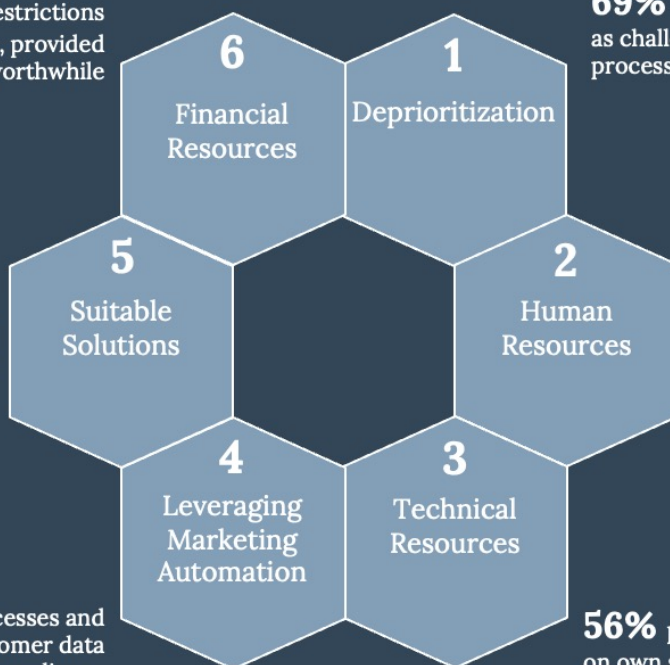 estrictions
, provided
orthwhile
6
Financial
Resources
1
Deprioritization
69%
as chall
process
5
Suitable
Solutions
2
Human
Resources
4
Leveraging
Marketing
Automation
3
Technical
Resources
cesses and
omer data
56%
on own